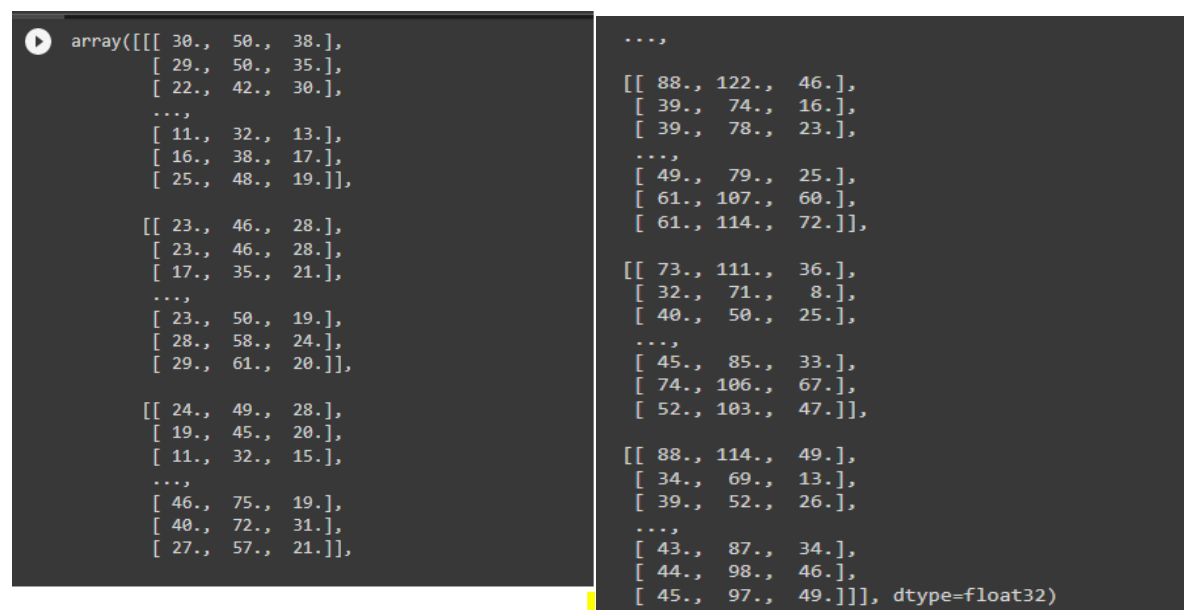 array([[[ 30.,  50.,  38.],
        [ 29.,  50.,  35.],
        [ 22.,  42.,  30.],
        ...,
        [ 11.,  32.,  13.],
        [ 16.,  38.,  17.],
        [ 25.,  48.,  19.]],

       [[ 23.,  46.,  28.],
        [ 23.,  46.,  28.],
        [ 17.,  35.,  21.],
        ...,
        [ 23.,  50.,  19.],
        [ 28.,  58.,  24.],
        [ 29.,  61.,  20.]],

       [[ 24.,  49.,  28.],
        [ 19.,  45.,  20.],
        [ 11.,  32.,  15.],
        ...,
        [ 46.,  75.,  19.],
        [ 40.,  72.,  31.],
        [ 27.,  57.,  21.]],

       ...,

       [[ 88., 122.,  46.],
        [ 39.,  74.,  16.],
        [ 39.,  78.,  23.],
        ...,
        [ 49.,  79.,  25.],
        [ 61., 107.,  60.],
        [ 61., 114.,  72.]],

       [[ 73., 111.,  36.],
        [ 32.,  71.,   8.],
        [ 40.,  50.,  25.],
        ...,
        [ 45.,  85.,  33.],
        [ 74., 106.,  67.],
        [ 52., 103.,  47.]],

       [[ 88., 114.,  49.],
        [ 34.,  69.,  13.],
        [ 39.,  52.,  26.],
        ...,
        [ 43.,  87.,  34.],
        [ 44.,  98.,  46.],
        [ 45.,  97.,  49.]]], dtype=float32)